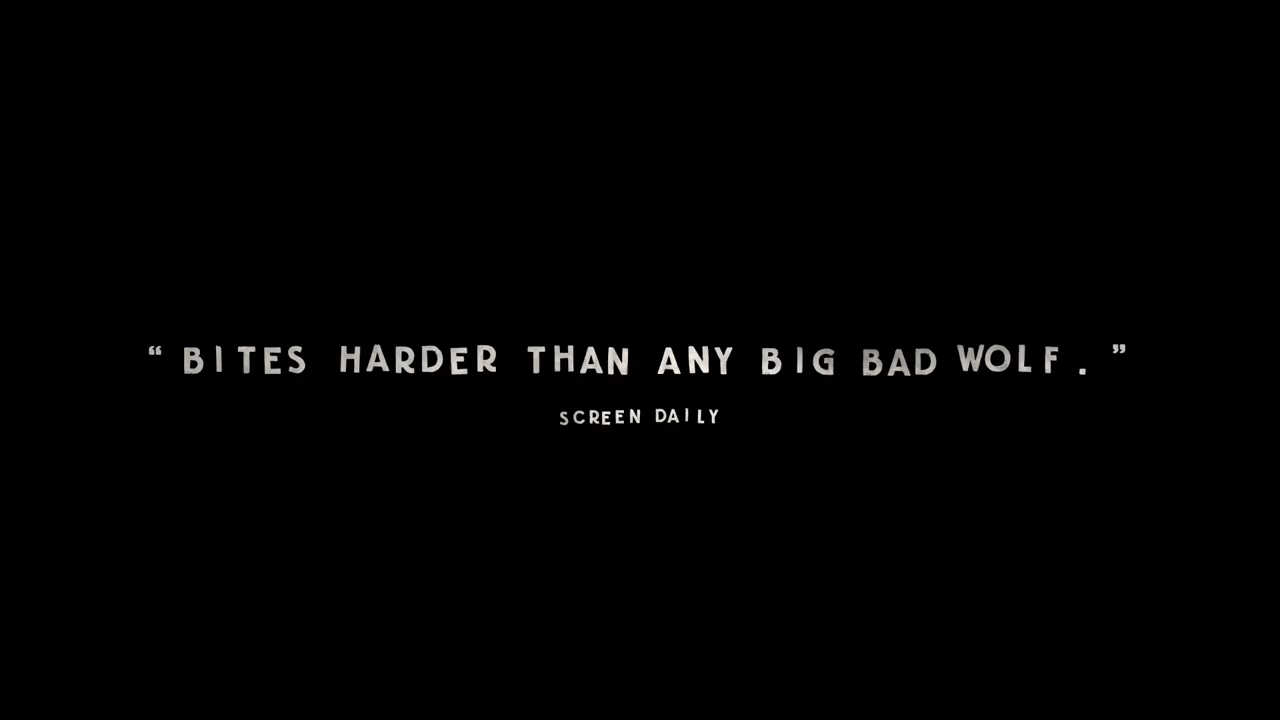 “ BITES HARDER THAN ANY BIG BAD WOLF. ”
SCREEN DAILY